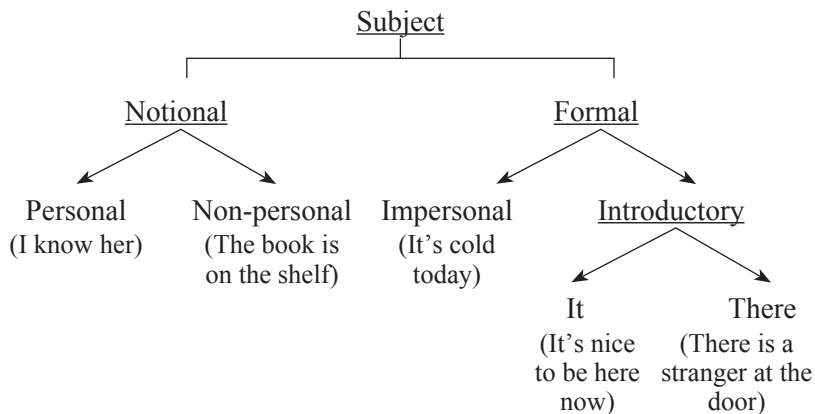 Subject
Notional Formal
Personal Non-personal Impersonal Introductory
(I know her) (The book is on the shelf) (It's cold today)
It There
(It's nice to be here now) (There is a stranger at the door)